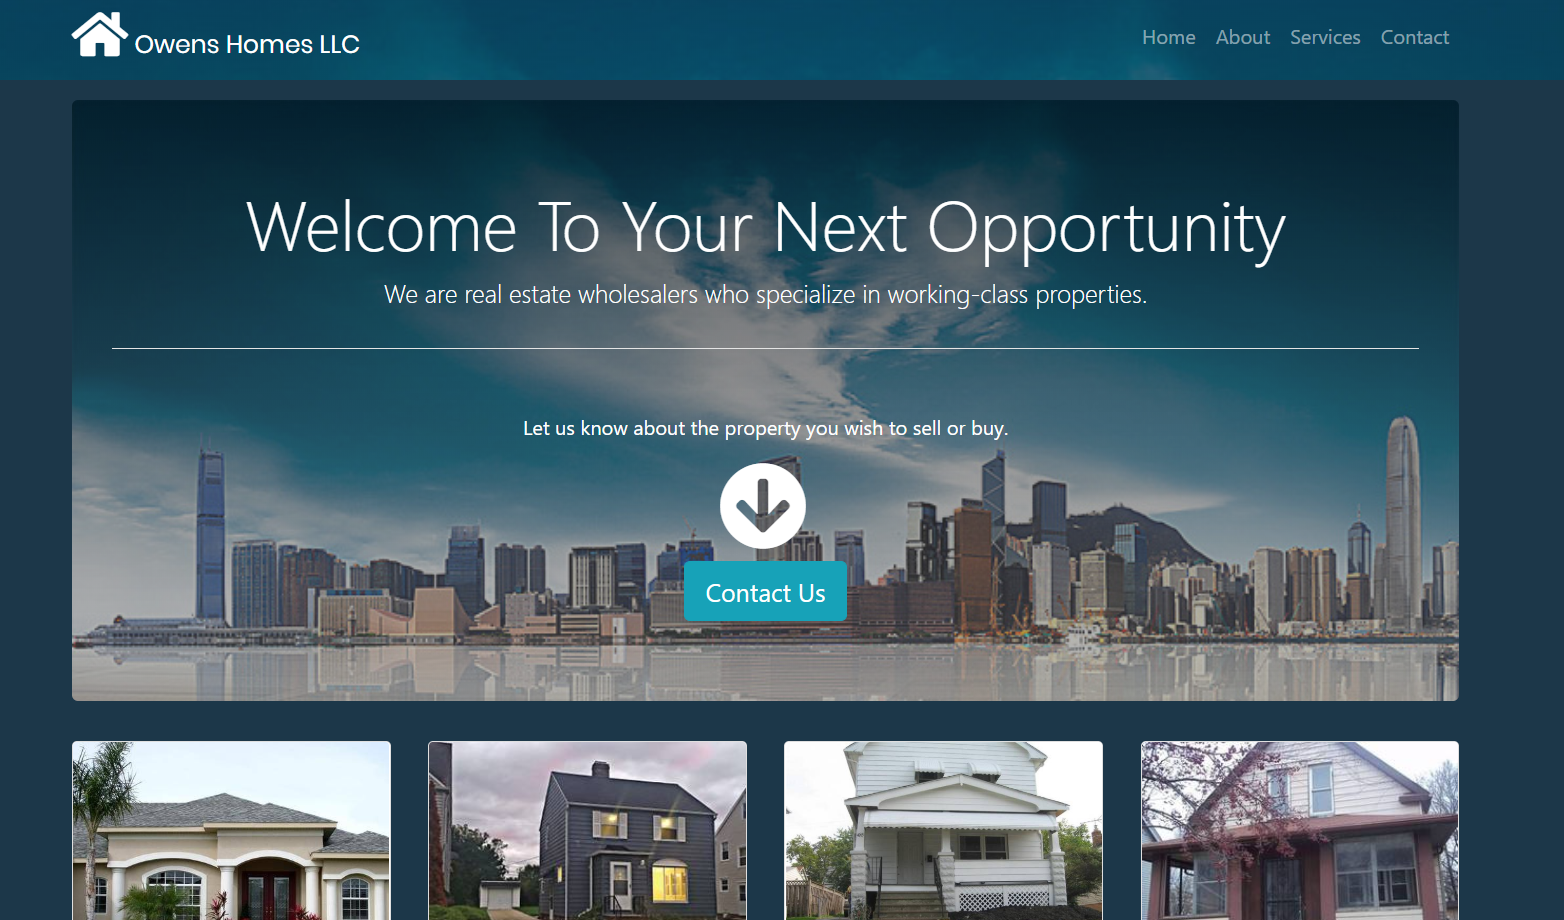 Owens Homes LLC
Home About Services Contact
Welcome To Your Next Opportunity
We are real estate wholesalers who specialize in working-class properties.
Let us know about the property you wish to sell or buy.
Contact Us